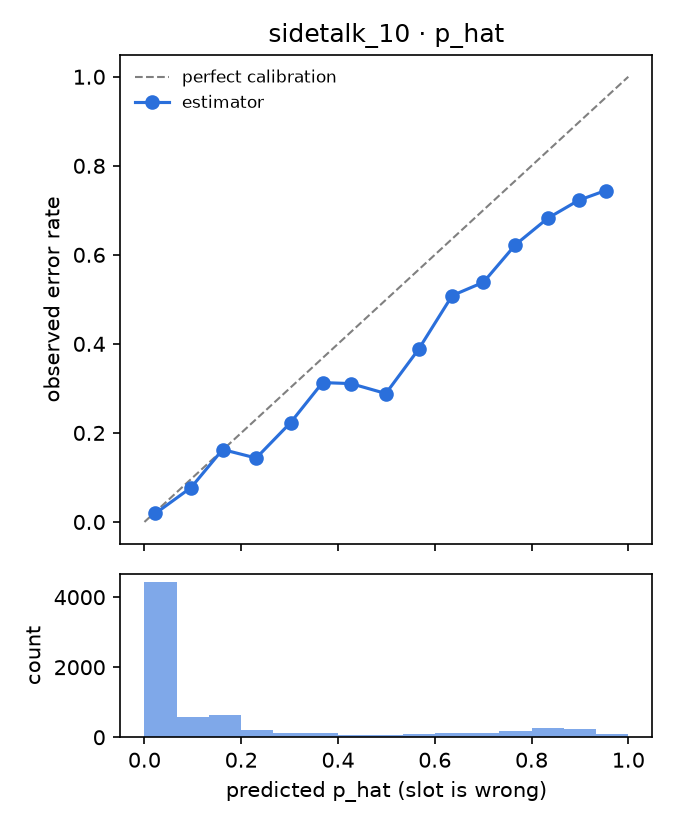 sidetalk_10 · p_hat
perfect calibration
estimator
1.0
0.8
0.6
0.4
0.2
0.0
observed error rate
4000
2000
0
count
0.0 0.2 0.4 0.6 0.8 1.0
predicted p_hat (slot is wrong)